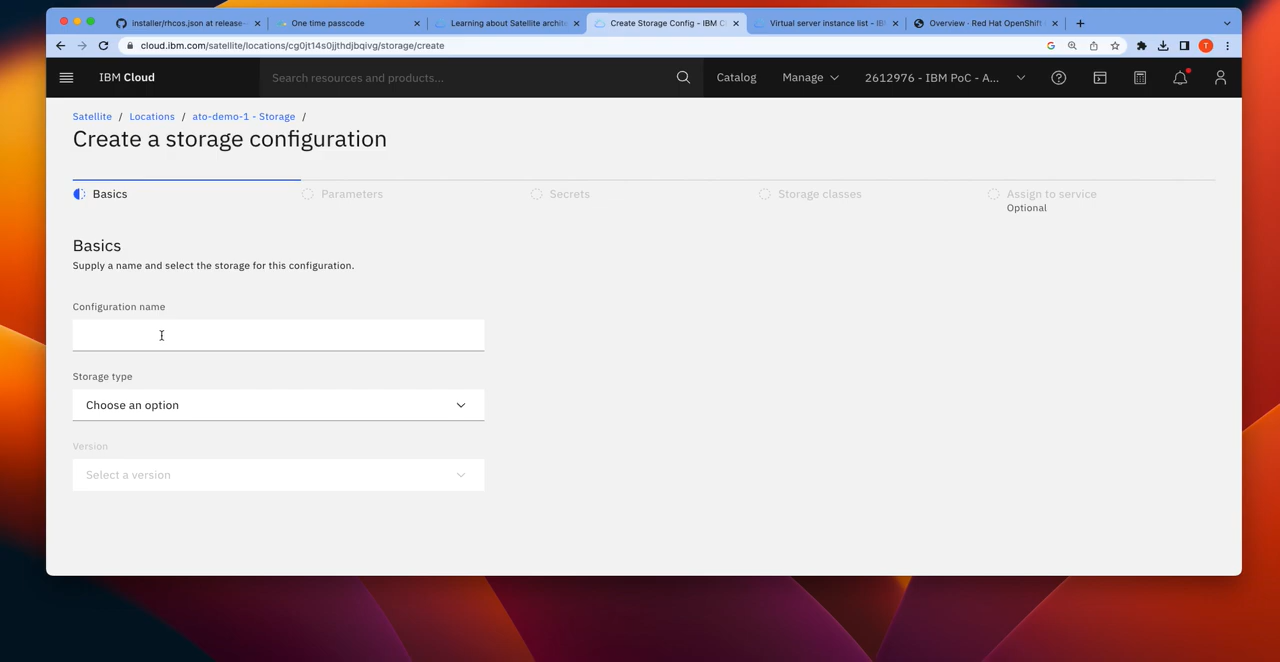 installer/rhcos.json at release-
One time passcode
Learning about Satellite archite
Create Storage Config - IBM C
Virtual server instance list - IB
Overview · Red Hat OpenShift
cloud.ibm.com/satellite/locations/cg0jt14s0jjthdjbqivg/storage/create
T
IBM Cloud
Search resources and products...
Catalog
Manage
2612976 - IBM PoC - A...
Satellite / Locations / ato-demo-1 - Storage /
Create a storage configuration
Basics
Parameters
Secrets
Storage classes
Assign to service
Optional
Basics
Supply a name and select the storage for this configuration.
Configuration name
Storage type
Choose an option
Version
Select a version